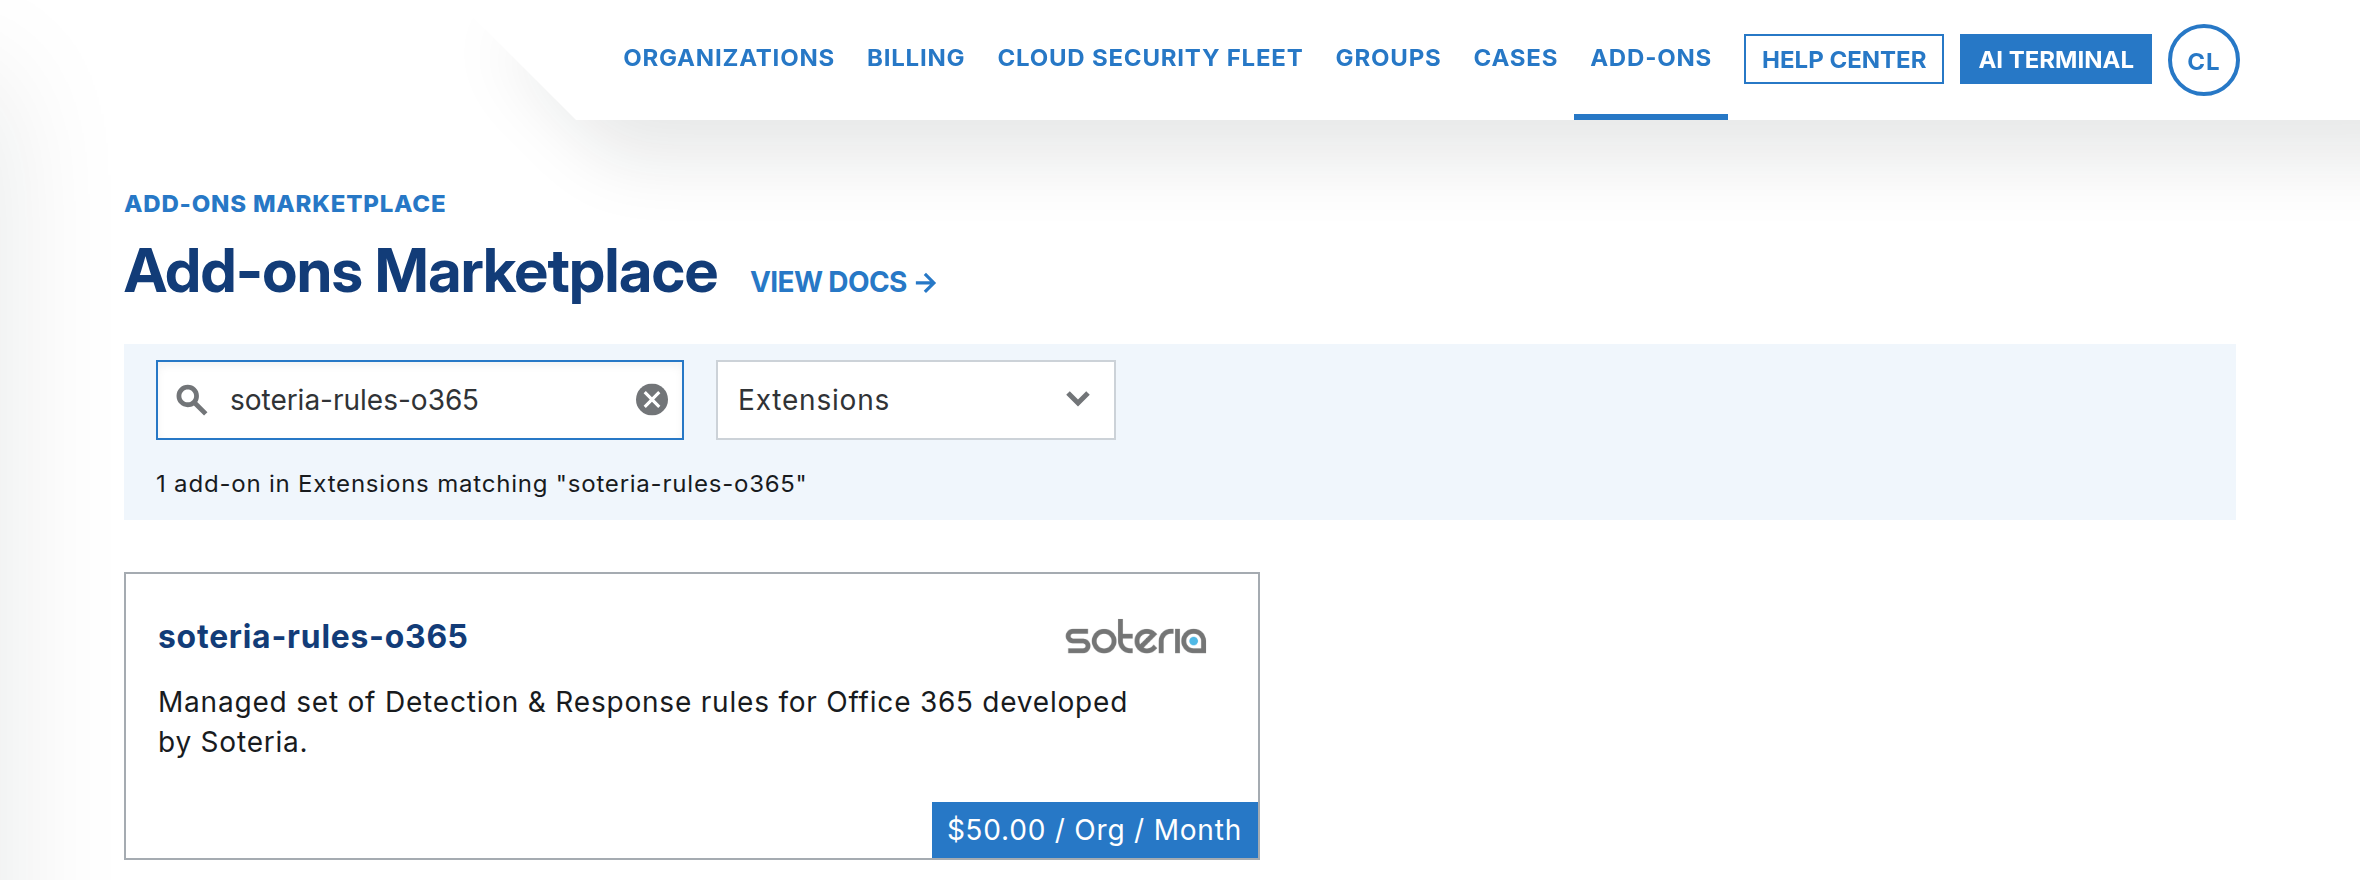 ORGANIZATIONS BILLING CLOUD SECURITY FLEET GROUPS CASES ADD-ONS HELP CENTER AI TERMINAL CL
ADD-ONS MARKETPLACE
Add-ons Marketplace VIEW DOCS →
soteria-rules-o365 Extensions
1 add-on in Extensions matching "soteria-rules-o365"
soteria-rules-o365 soteria
Managed set of Detection & Response rules for Office 365 developed
by Soteria.
$50.00 / Org / Month